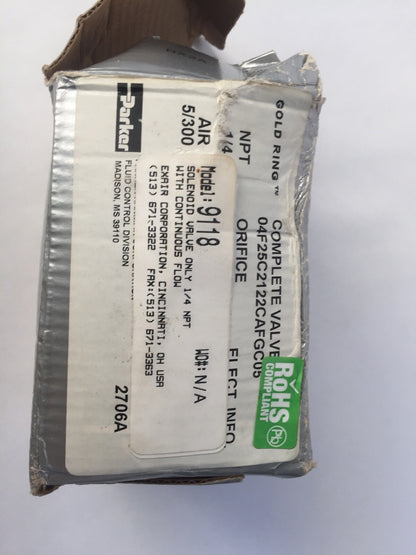 GOLD RING™
COMPLETE VALVE
04F25C2122CAFGC05
NPT
ORIFICE
ELECT INFO
1/4
AIR
5/300
Model: 9118
WO#: N/A
SOLENOID VALVE ONLY 1/4 NPT
WITH CONTINUOUS FLOW
EXAIR CORPORATION, CINCINNATI, OH USA
(513) 671-3322 FAX:(513) 671-3363
Parker
FLUID CONTROL DIVISION
MADISON, MS 39110
2706A
RoHS
COMPLIANT
Pb